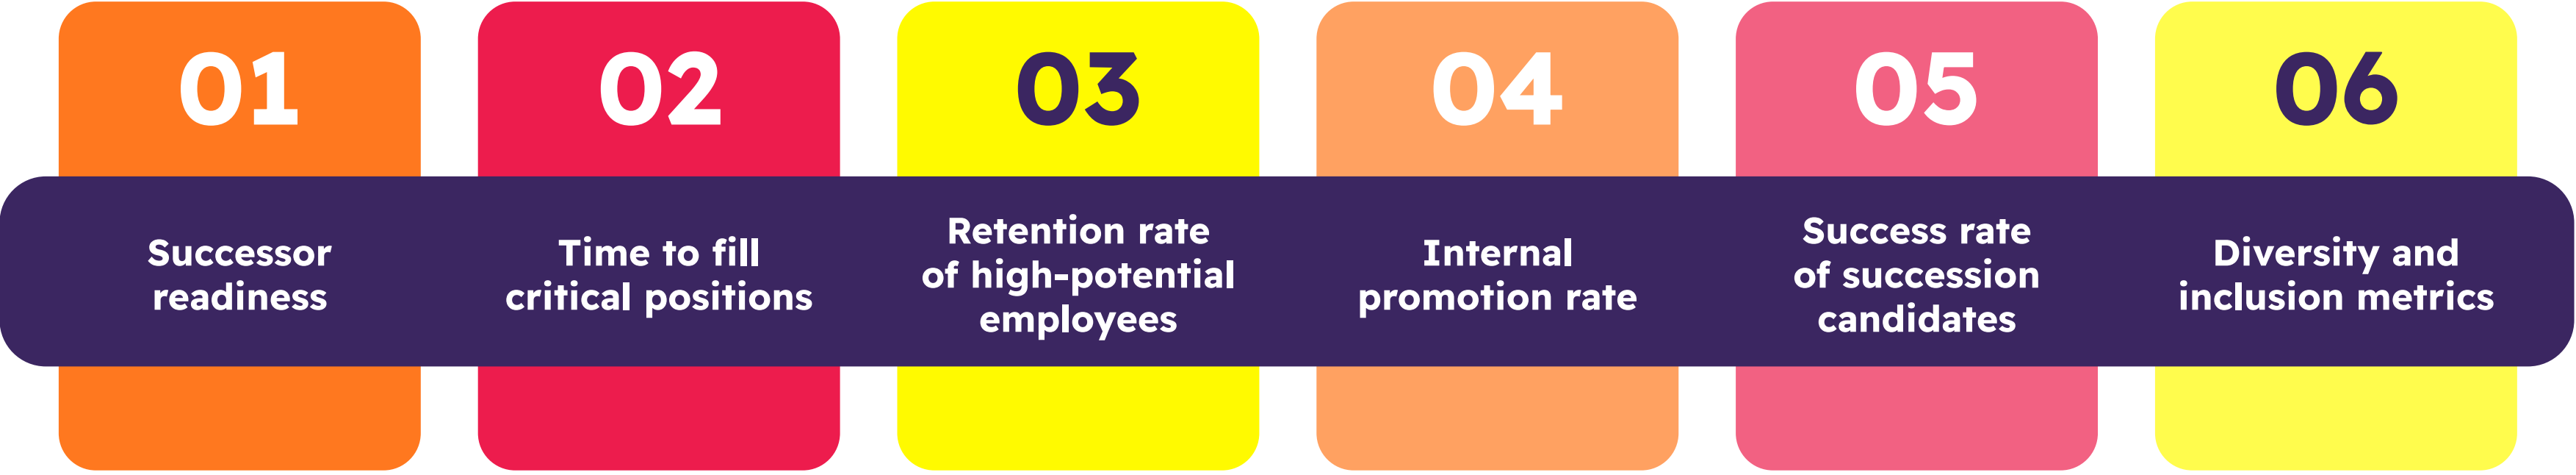 01
Successor
readiness
02
Time to fill
critical positions
03
Retention rate
of high-potential
employees
04
Internal
promotion rate
05
Success rate
of succession
candidates
06
Diversity and
inclusion metrics